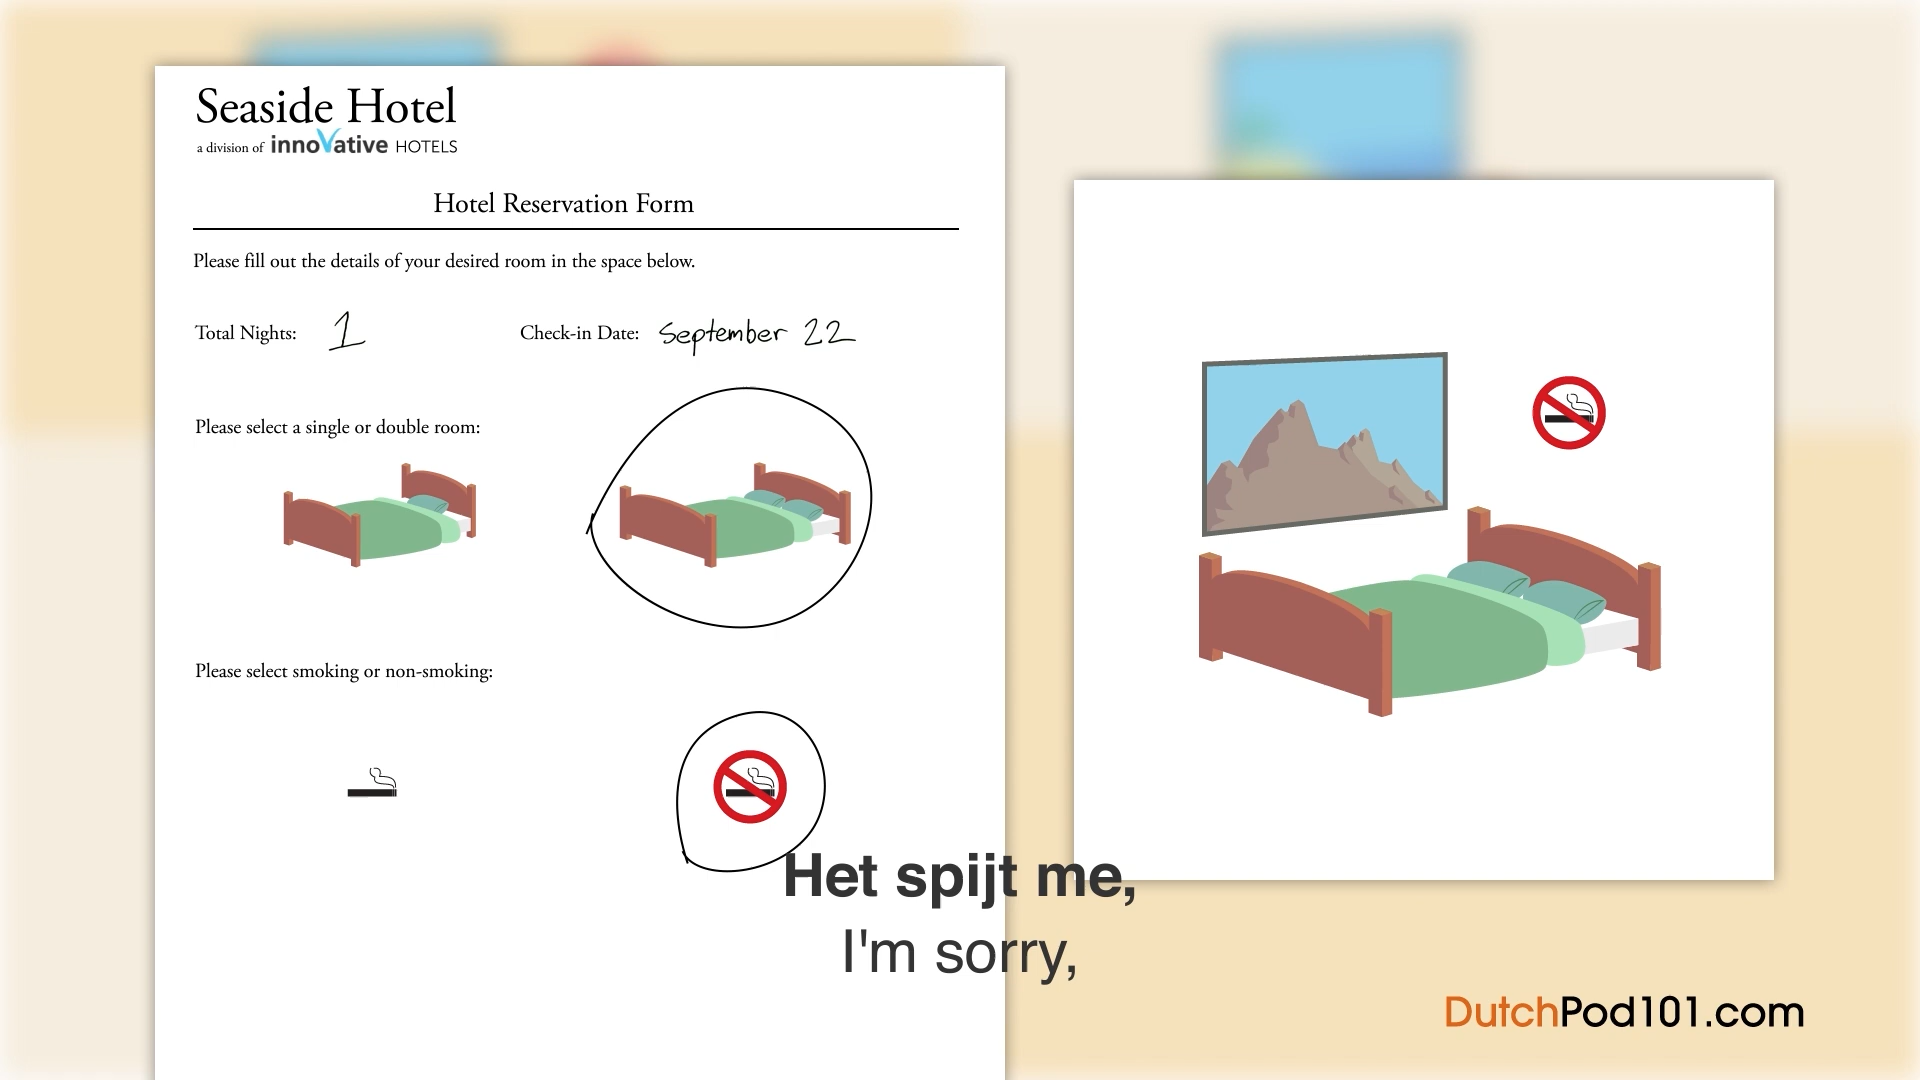 Seaside Hotel
a division of innoVative HOTELS
Hotel Reservation Form
Please fill out the details of your desired room in the space below.
Total Nights: 1 Check-in Date: September 22
Please select a single or double room:
Please select smoking or non-smoking:
Het spijt me,
I'm sorry,
DutchPod101.com